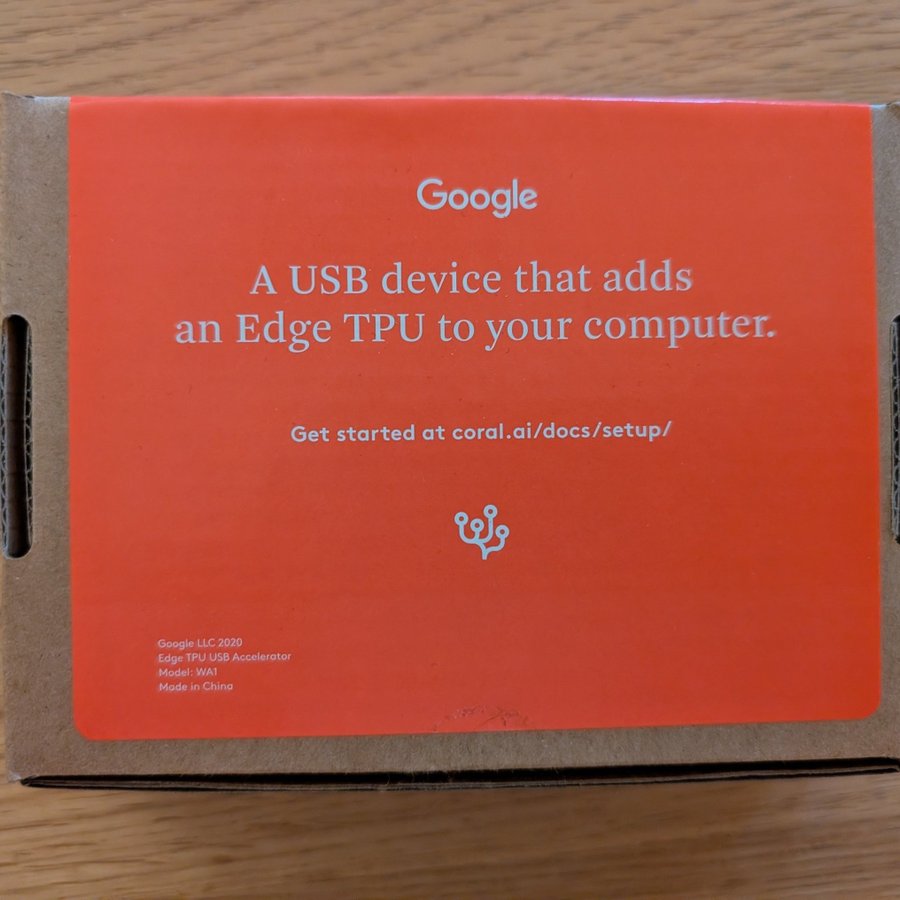 Google
A USB device that adds
an Edge TPU to your computer.
Get started at coral.ai/docs/setup/
Google LLC 2020
Edge TPU USB Accelerator
Model: WA1
Made in China